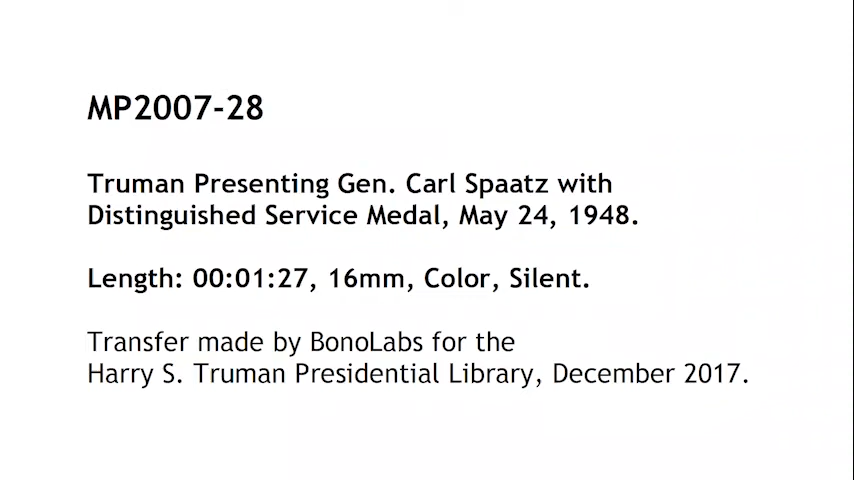 MP2007-28
Truman Presenting Gen. Carl Spaatz with
Distinguished Service Medal, May 24, 1948.
Length: 00:01:27, 16mm, Color, Silent.
Transfer made by BonoLabs for the
Harry S. Truman Presidential Library, December 2017.